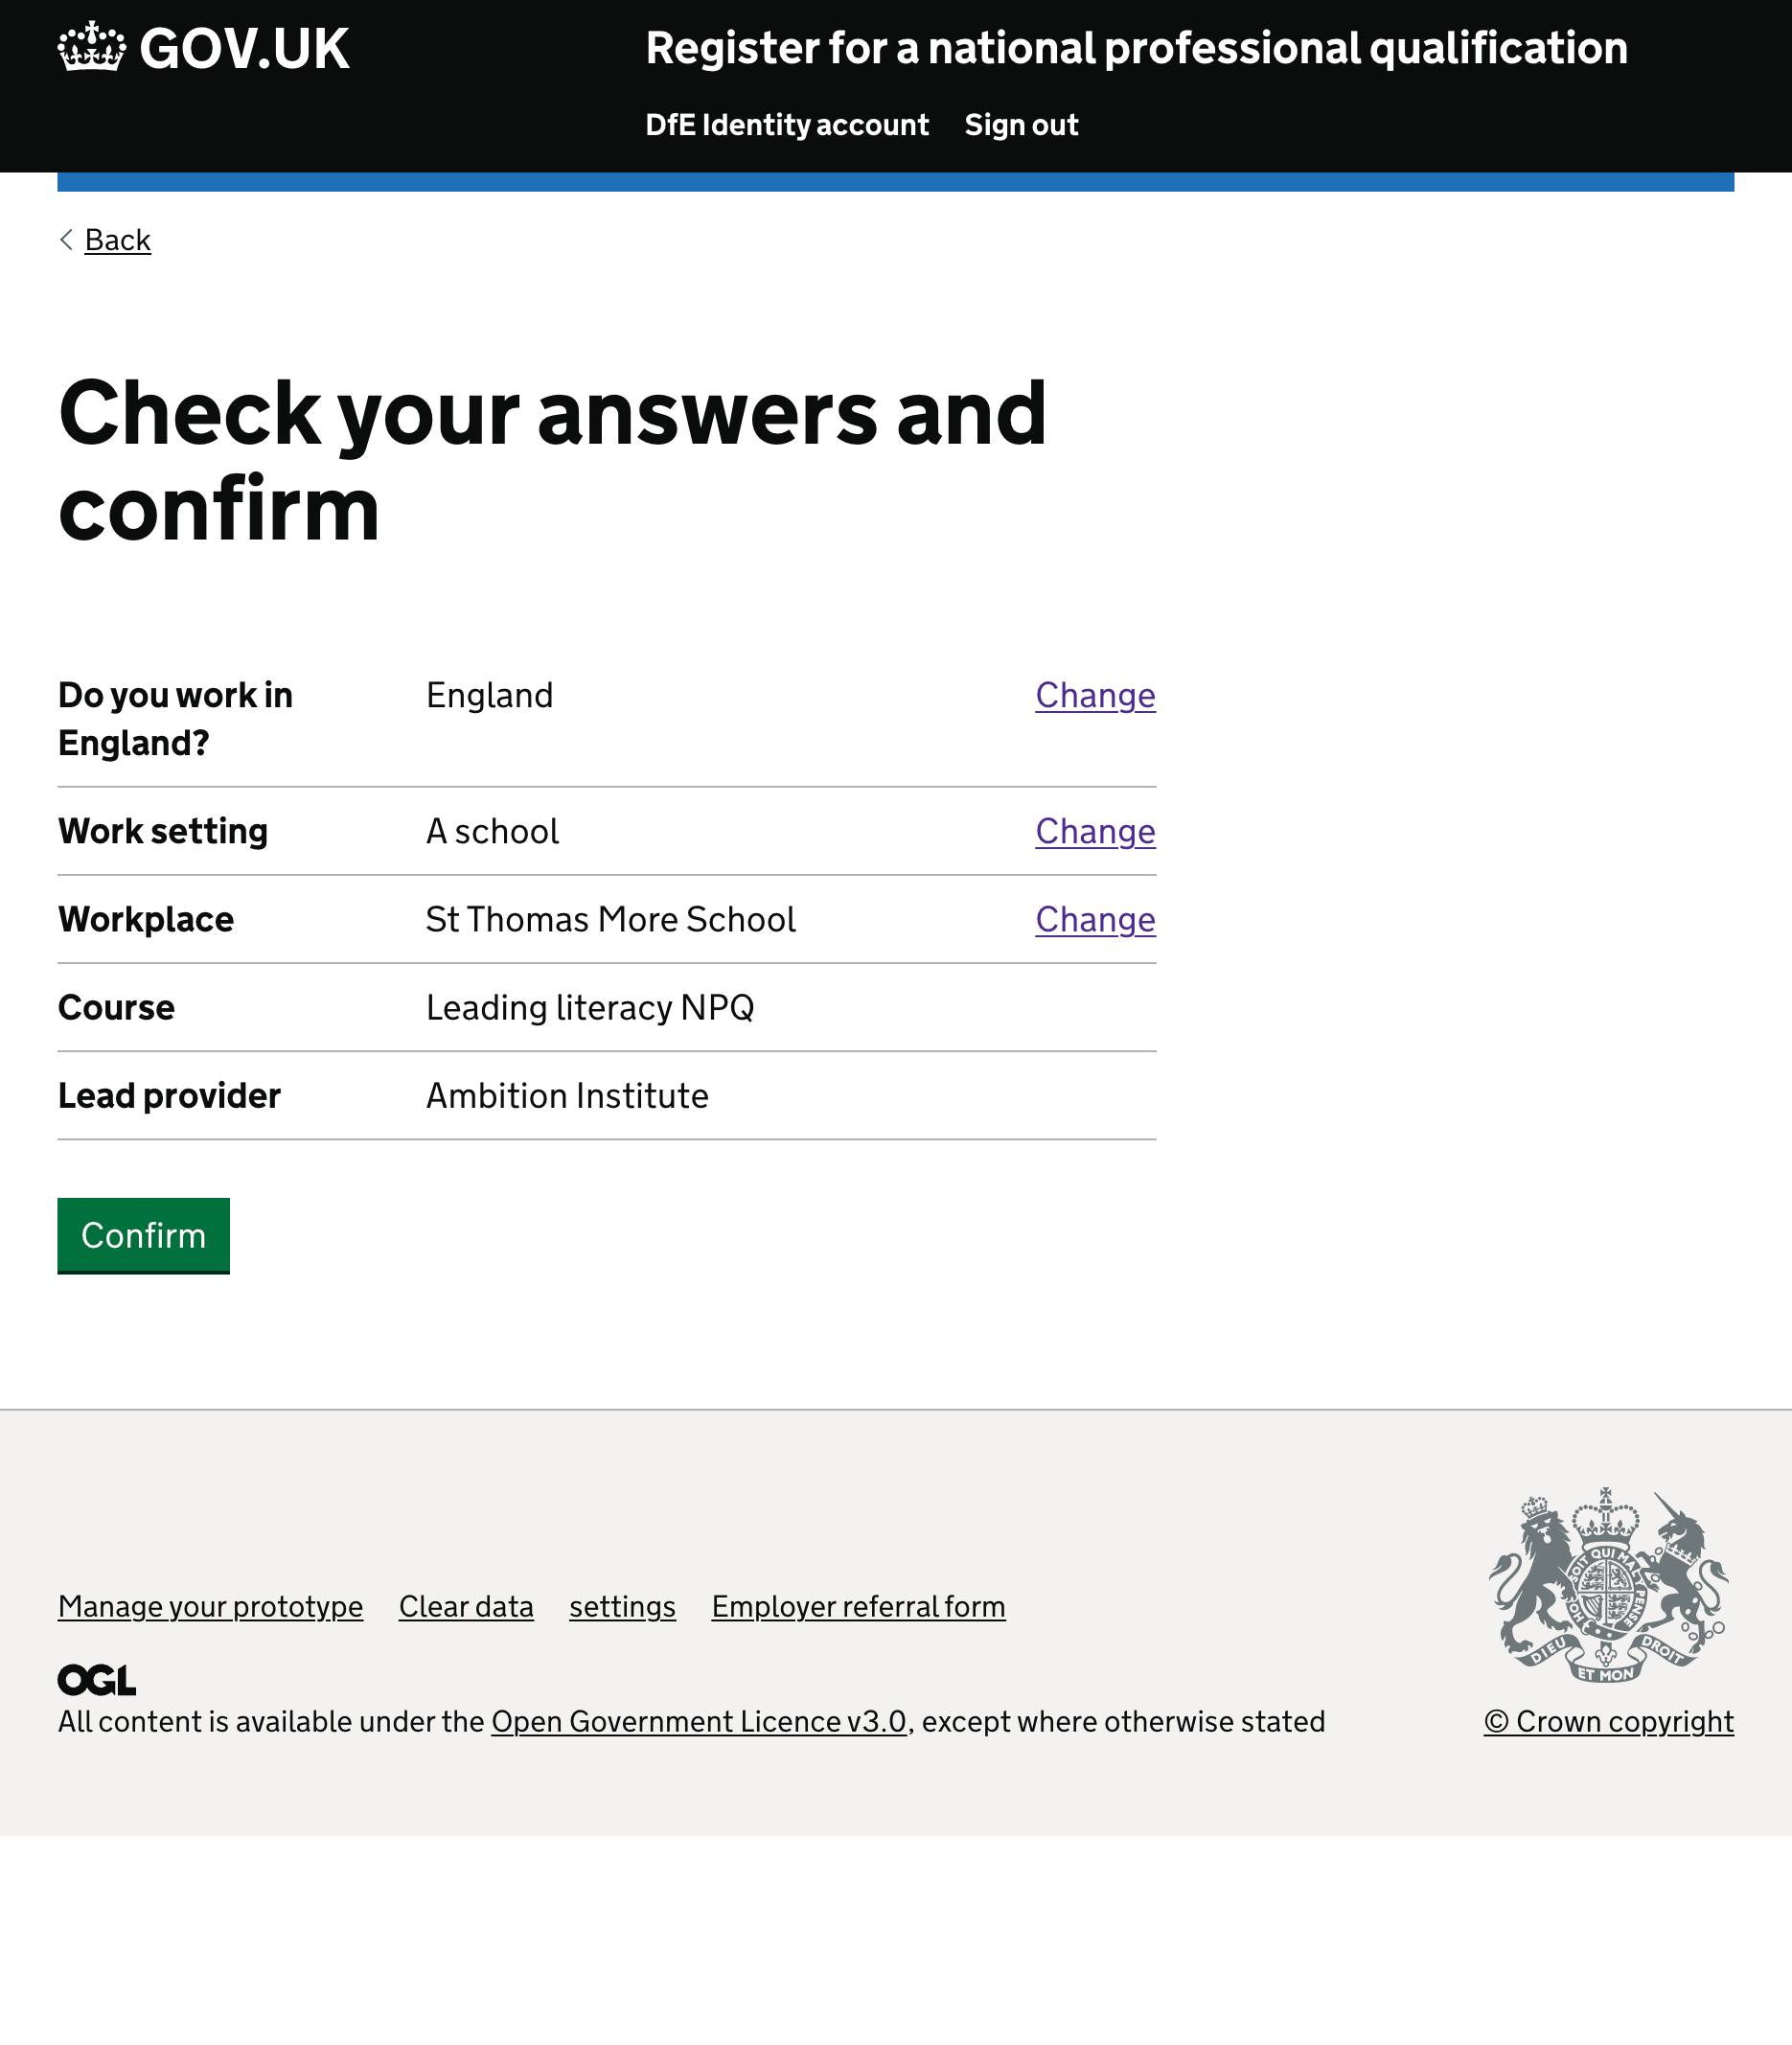 GOV.UK
Register for a national professional qualification
DfE Identity account Sign out
Back
Check your answers and
confirm
Do you work in England Change
England?
Work setting A school Change
Workplace St Thomas More School Change
Course Leading literacy NPQ
Lead provider Ambition Institute
Confirm
Manage your prototype Clear data settings Employer referral form
OGL
All content is available under the Open Government Licence v3.0, except where otherwise stated
SOIT QUI MAL Y PENSE
HON
DIEU ET MON DROIT
© Crown copyright